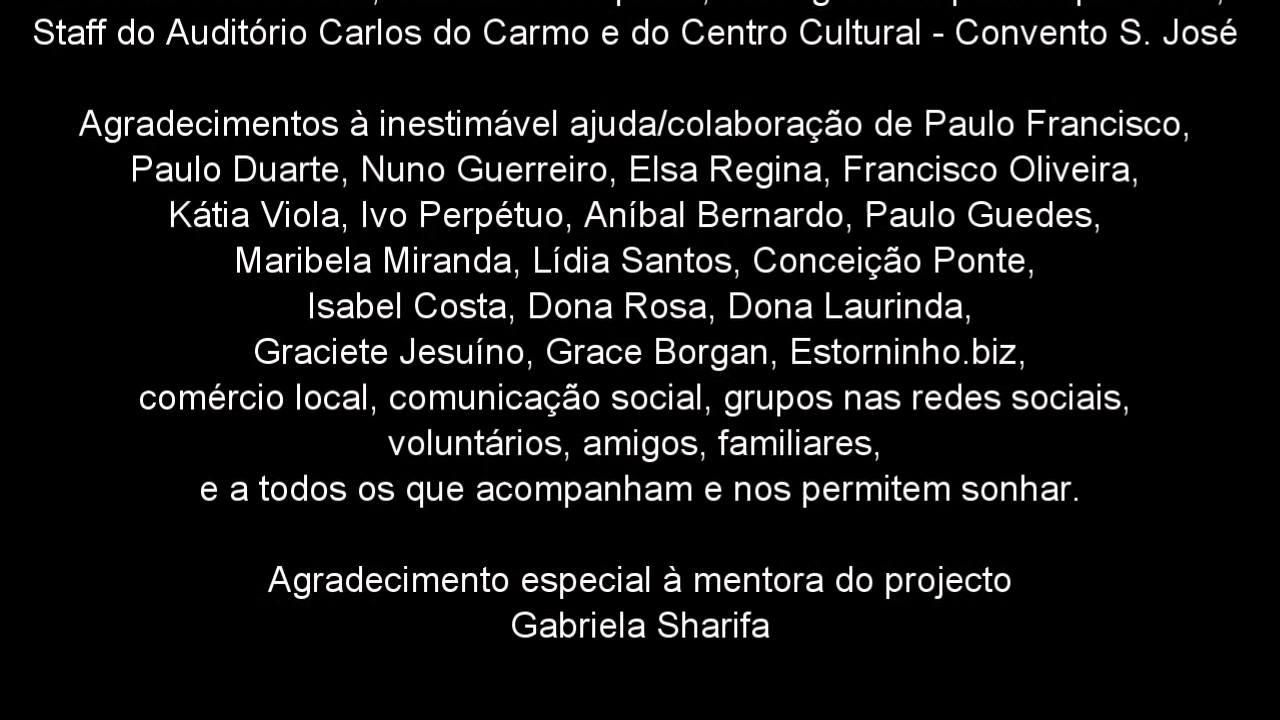 Staff do Auditório Carlos do Carmo e do Centro Cultural - Convento S. José
Agradecimentos à inestimável ajuda/colaboração de Paulo Francisco,
Paulo Duarte, Nuno Guerreiro, Elsa Regina, Francisco Oliveira,
Kátia Viola, Ivo Perpétuo, Aníbal Bernardo, Paulo Guedes,
Maribela Miranda, Lídia Santos, Conceição Ponte,
Isabel Costa, Dona Rosa, Dona Laurinda,
Graciete Jesuíno, Grace Borgan, Estorninho.biz,
comércio local, comunicação social, grupos nas redes sociais,
voluntários, amigos, familiares,
e a todos os que acompanham e nos permitem sonhar.
Agradecimento especial à mentora do projecto
Gabriela Sharifa